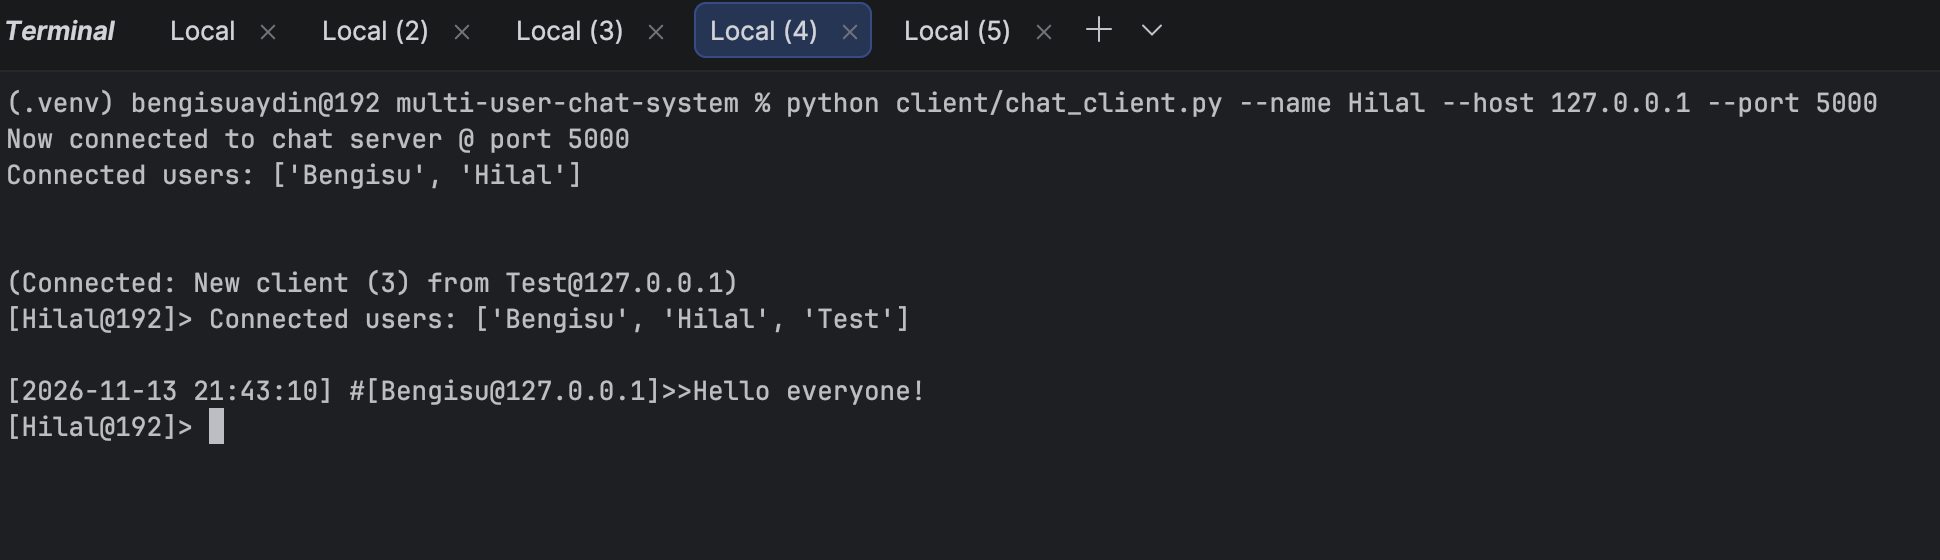 Terminal Local × Local (2) × Local (3) × Local (4) × Local (5) × +
(.venv) bengisuaydin@192 multi-user-chat-system % python client/chat_client.py --name Hilal --host 127.0.0.1 --port 5000
Now connected to chat server @ port 5000
Connected users: ['Bengisu', 'Hilal']
(Connected: New client (3) from Test@127.0.0.1)
[Hilal@192]> Connected users: ['Bengisu', 'Hilal', 'Test']
[2026-11-13 21:43:10] #[Bengisu@127.0.0.1]>>Hello everyone!
[Hilal@192]>